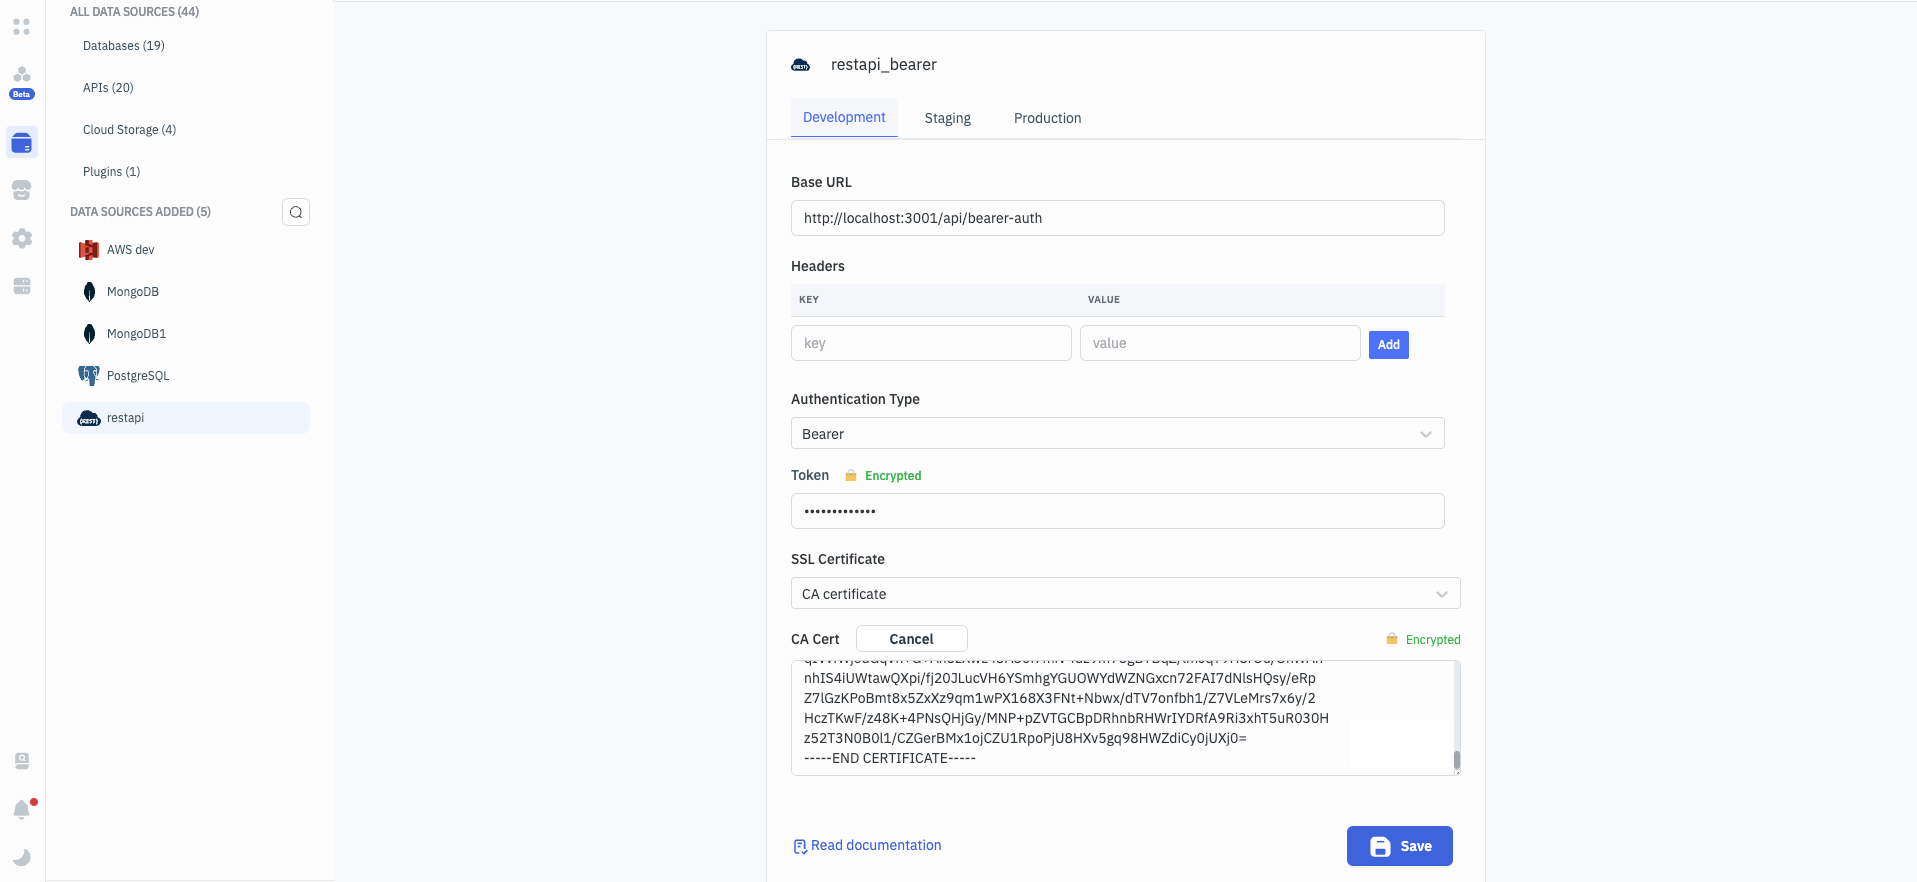 ALL DATA SOURCES (44)
Databases (19)
APIs (20)
Beta
Cloud Storage (4)
Plugins (1)
DATA SOURCES ADDED (5)
AWS dev
MongoDB
MongoDB1
PostgreSQL
restapi
restapi_bearer
Development Staging Production
Base URL
http://localhost:3001/api/bearer-auth
Headers
KEY VALUE
key value Add
Authentication Type
Bearer
Token Encrypted
•••••••••••••
SSL Certificate
CA certificate
CA Cert Cancel Encrypted
nhIS4iUWtawQXpi/fj20JLucVH6YSmhgYGUOWYdWZNGxcn72FAI7dNlsHQsy/eRp
Z7lGzKPoBmt8x5ZxXz9qm1wPX168X3FNt+Nbwx/dTV7onfbh1/Z7VLeMrs7x6y/2
HczTKwF/z48K+4PNsQHjGy/MNP+pZVTGCBpDRhnbRHWrIYDRfA9Ri3xhT5uR030H
z52T3N0B0l1/CZGerBMx1ojCZU1RpoPjU8HXv5gq98HWZdiCy0jUXj0=
-----END CERTIFICATE-----
Read documentation
Save